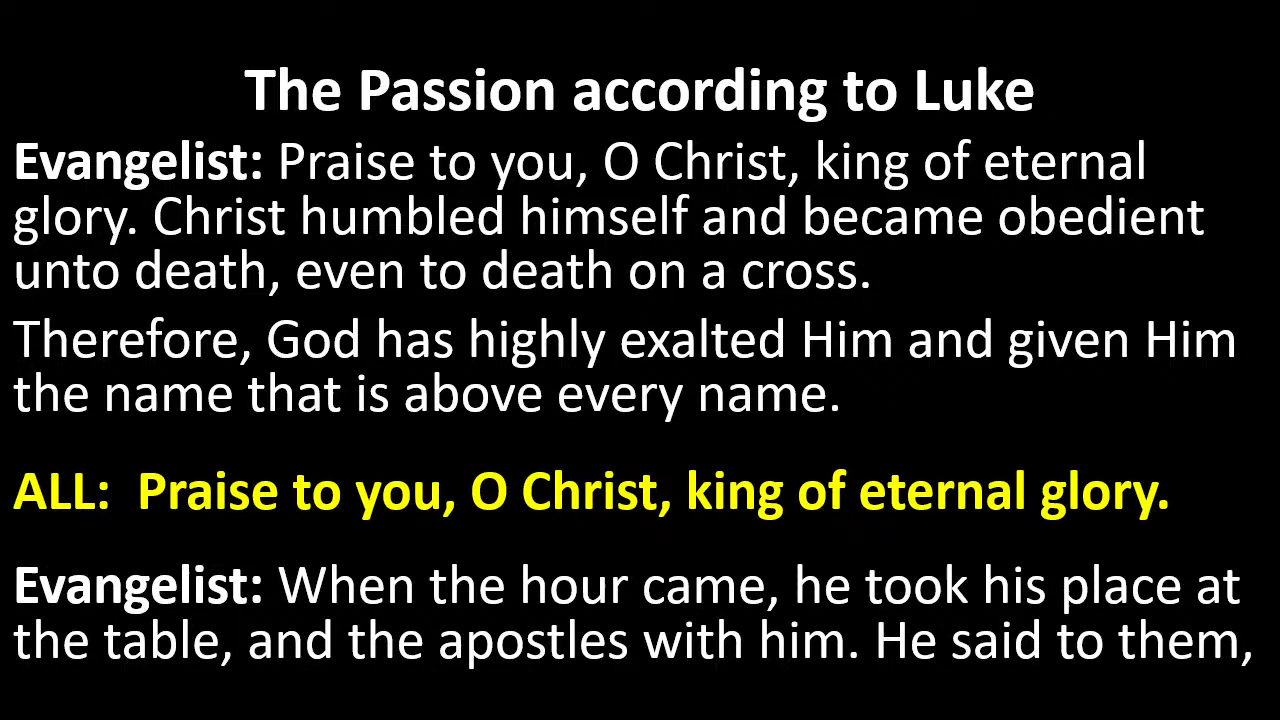 The Passion according to Luke
Evangelist: Praise to you, O Christ, king of eternal
glory. Christ humbled himself and became obedient
unto death, even to death on a cross.
Therefore, God has highly exalted Him and given Him
the name that is above every name.
ALL:  Praise to you, O Christ, king of eternal glory.
Evangelist: When the hour came, he took his place at
the table, and the apostles with him. He said to them,